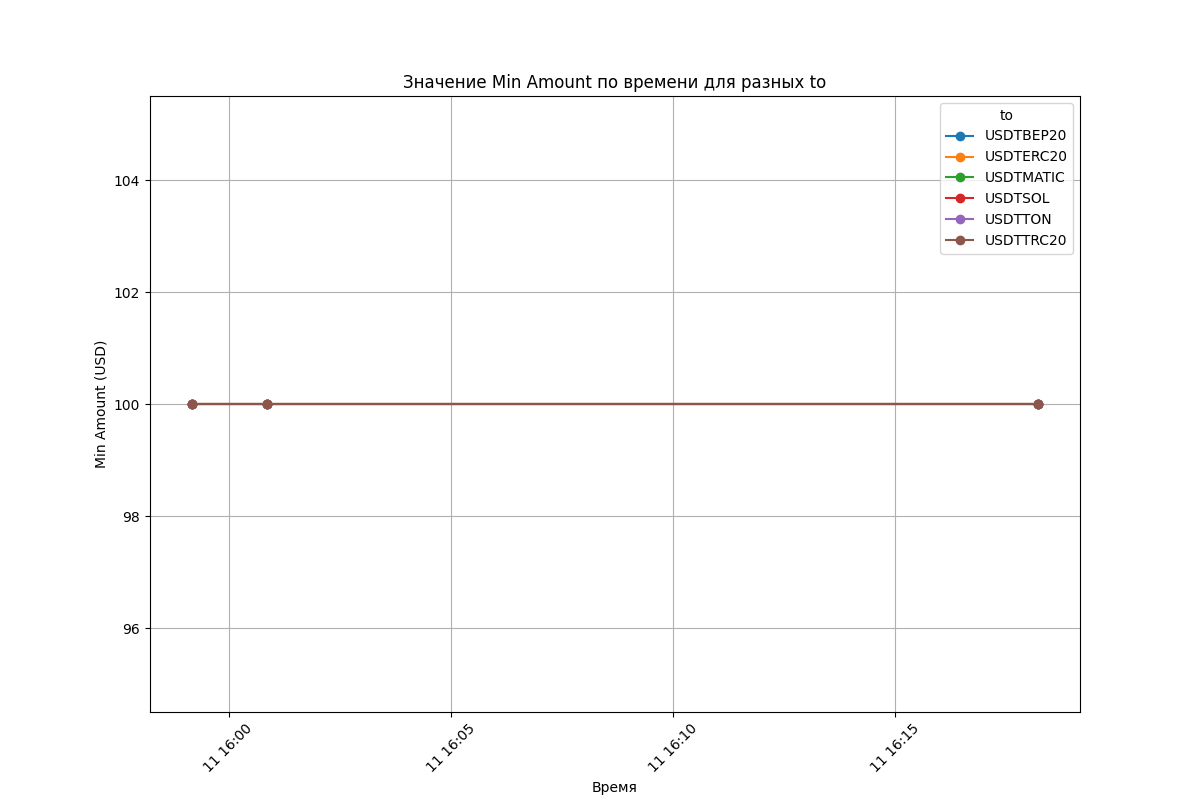 Значение Min Amount по времени для разных to
to
USDTBEP20
USDTERC20
USDTMATIC
USDTSOL
USDTTON
USDTTRC20
Min Amount (USD)
104
102
100
98
96
11 16:00
11 16:05
11 16:10
11 16:15
Время